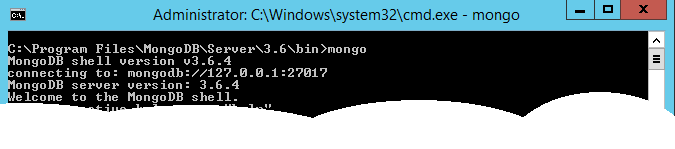 Administrator: C:\Windows\system32\cmd.exe - mongo
C:\Program Files\MongoDB\Server\3.6\bin>mongo
MongoDB shell version v3.6.4
connecting to: mongodb://127.0.0.1:27017
MongoDB server version: 3.6.4
Welcome to the MongoDB shell.